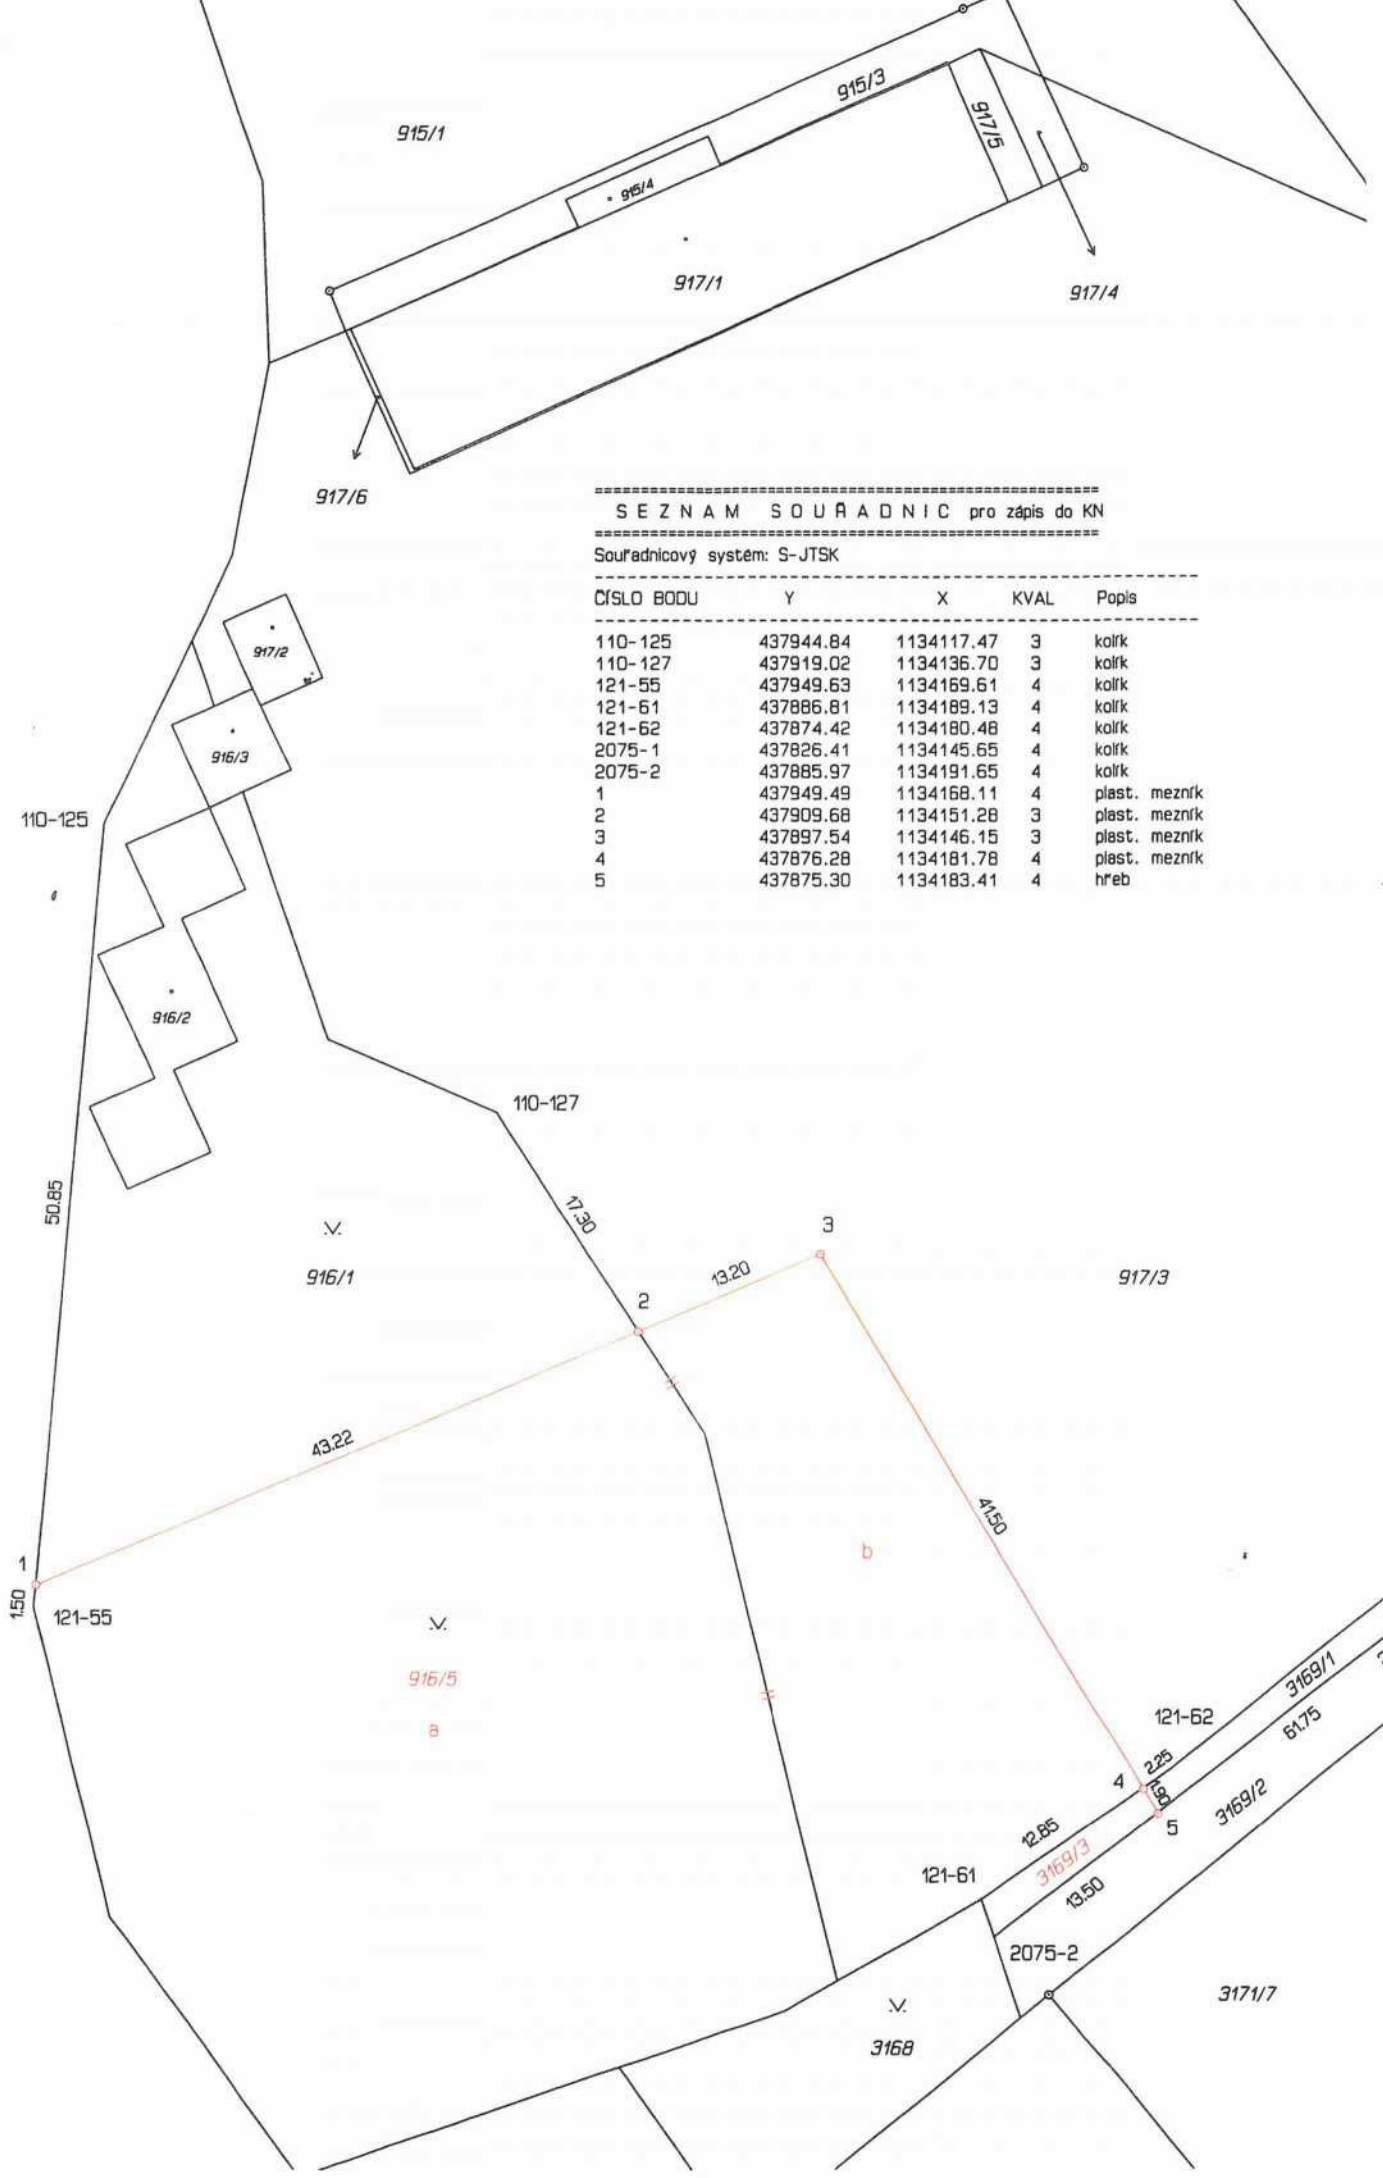 915/3
915/1
917/5
915/4
917/1
917/4
917/6
SEZNAM SOUŘADNIC pro zápis do KN
Souřadnicový systém: S-JTSK
ČÍSLO BODU Y X KVAL Popis
110-125 437944.84 1134117.47 3 kolík
110-127 437919.02 1134136.70 3 kolík
121-55 437949.63 1134169.61 4 kolík
121-61 437886.81 1134189.13 4 kolík
121-62 437874.42 1134180.48 4 kolík
2075-1 437826.41 1134145.65 4 kolík
2075-2 437885.97 1134191.65 4 kolík
1 437949.49 1134168.11 4 plast. mezník
2 437909.68 1134151.28 3 plast. mezník
3 437897.54 1134146.15 3 plast. mezník
4 437876.28 1134181.78 4 plast. mezník
5 437875.30 1134183.41 4 hřeb
917/2
916/3
110-125
916/2
110-127
50.85
17.30
3
916/1
13.20
917/3
2
43.22
41.50
b
1
1.50
121-55
916/5
a
3169/1
121-62
61.75
2.25
4
1.90
3169/2
5
12.85
3169/3
121-61
13.50
2075-2
3171/7
3168